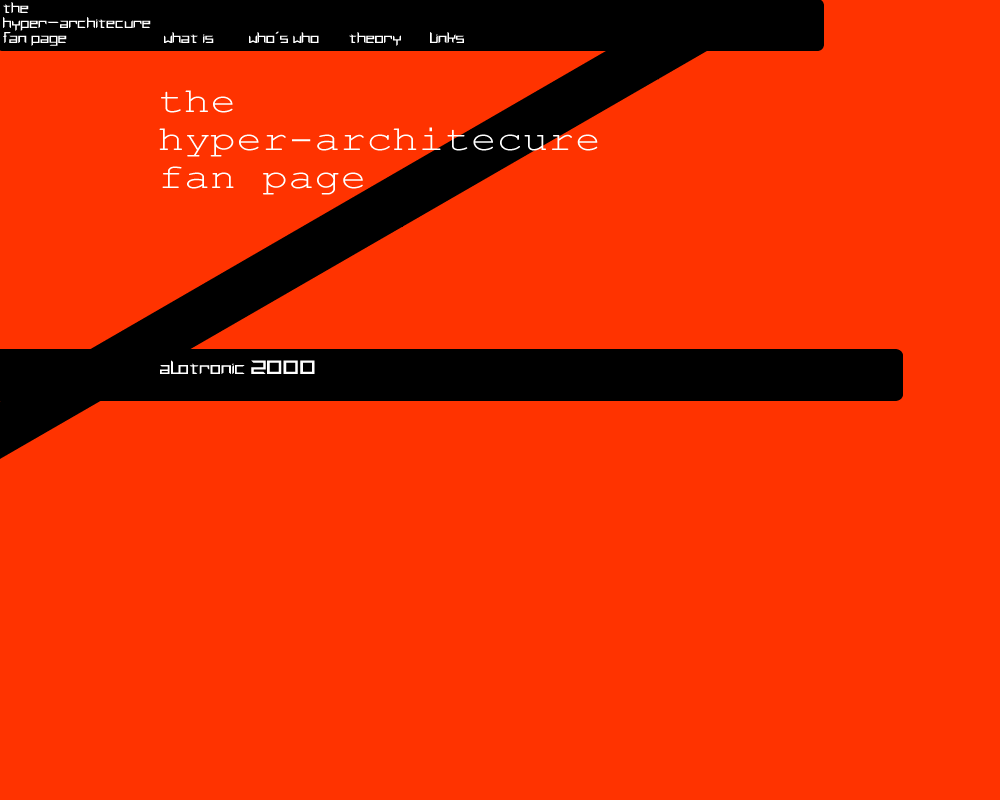 the
hyper-architecure
fan page
what is who's who theory links
the
hyper-architecure
fan page
alotronic 2000